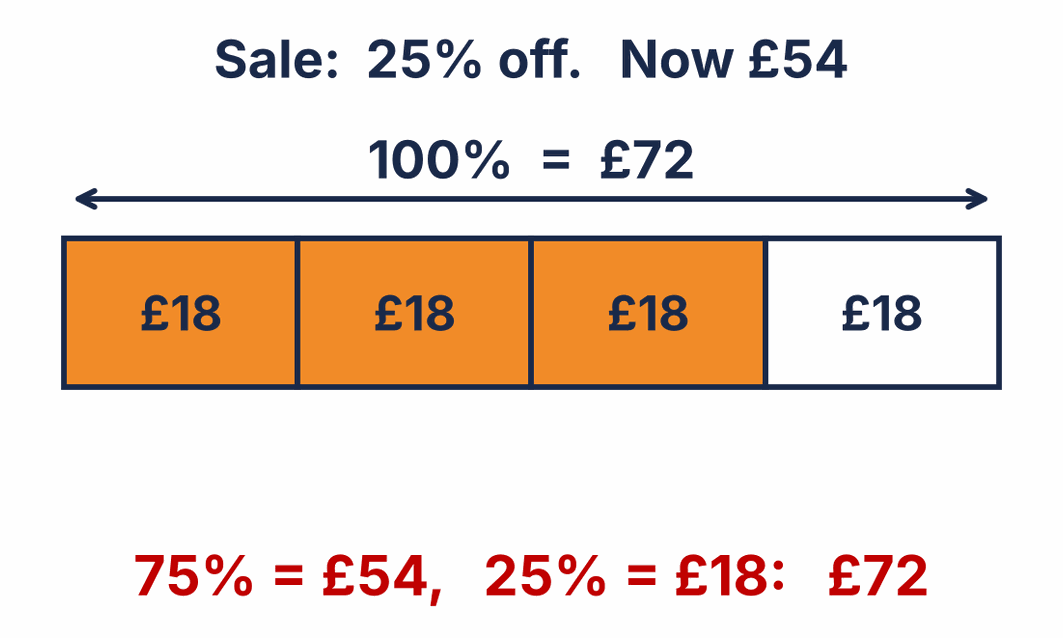 Sale: 25% off. Now £54
100% = £72
£18 £18 £18 £18
75% = £54, 25% = £18: £72